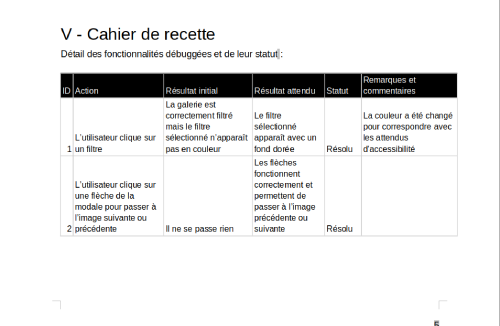 V - Cahier de recette
Détail des fonctionnalités débuggées et de leur statut :
ID Action Résultat initial Résultat attendu Statut Remarques et commentaires
1
L'utilisateur clique sur
un filtre
La galerie est
correctement filtré
mais le filtre
sélectionné n'apparaît
pas en couleur
Le filtre
sélectionné
apparaît avec un
fond dorée
Résolu
La couleur a été changé
pour correspondre avec
les attendus
d'accessibilité
2
L'utilisateur clique sur
une flèche de la
modale pour passer à
l'image suivante ou
précédente
Il ne se passe rien
Les flèches
fonctionnent
correctement et
permettent de
passer à l'image
précédente ou
suivante
Résolu